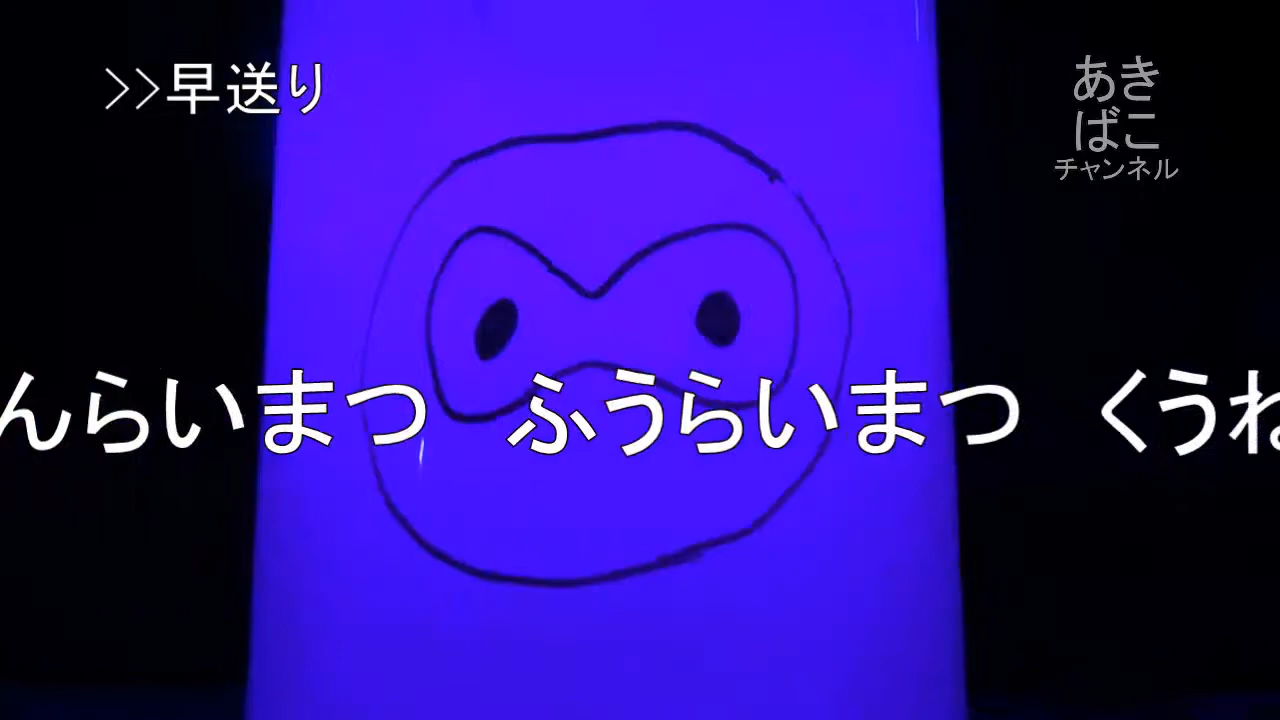 >>早送り
あき
ばこ
チャンネル
んらいまつ　ふうらいまつ　くうね